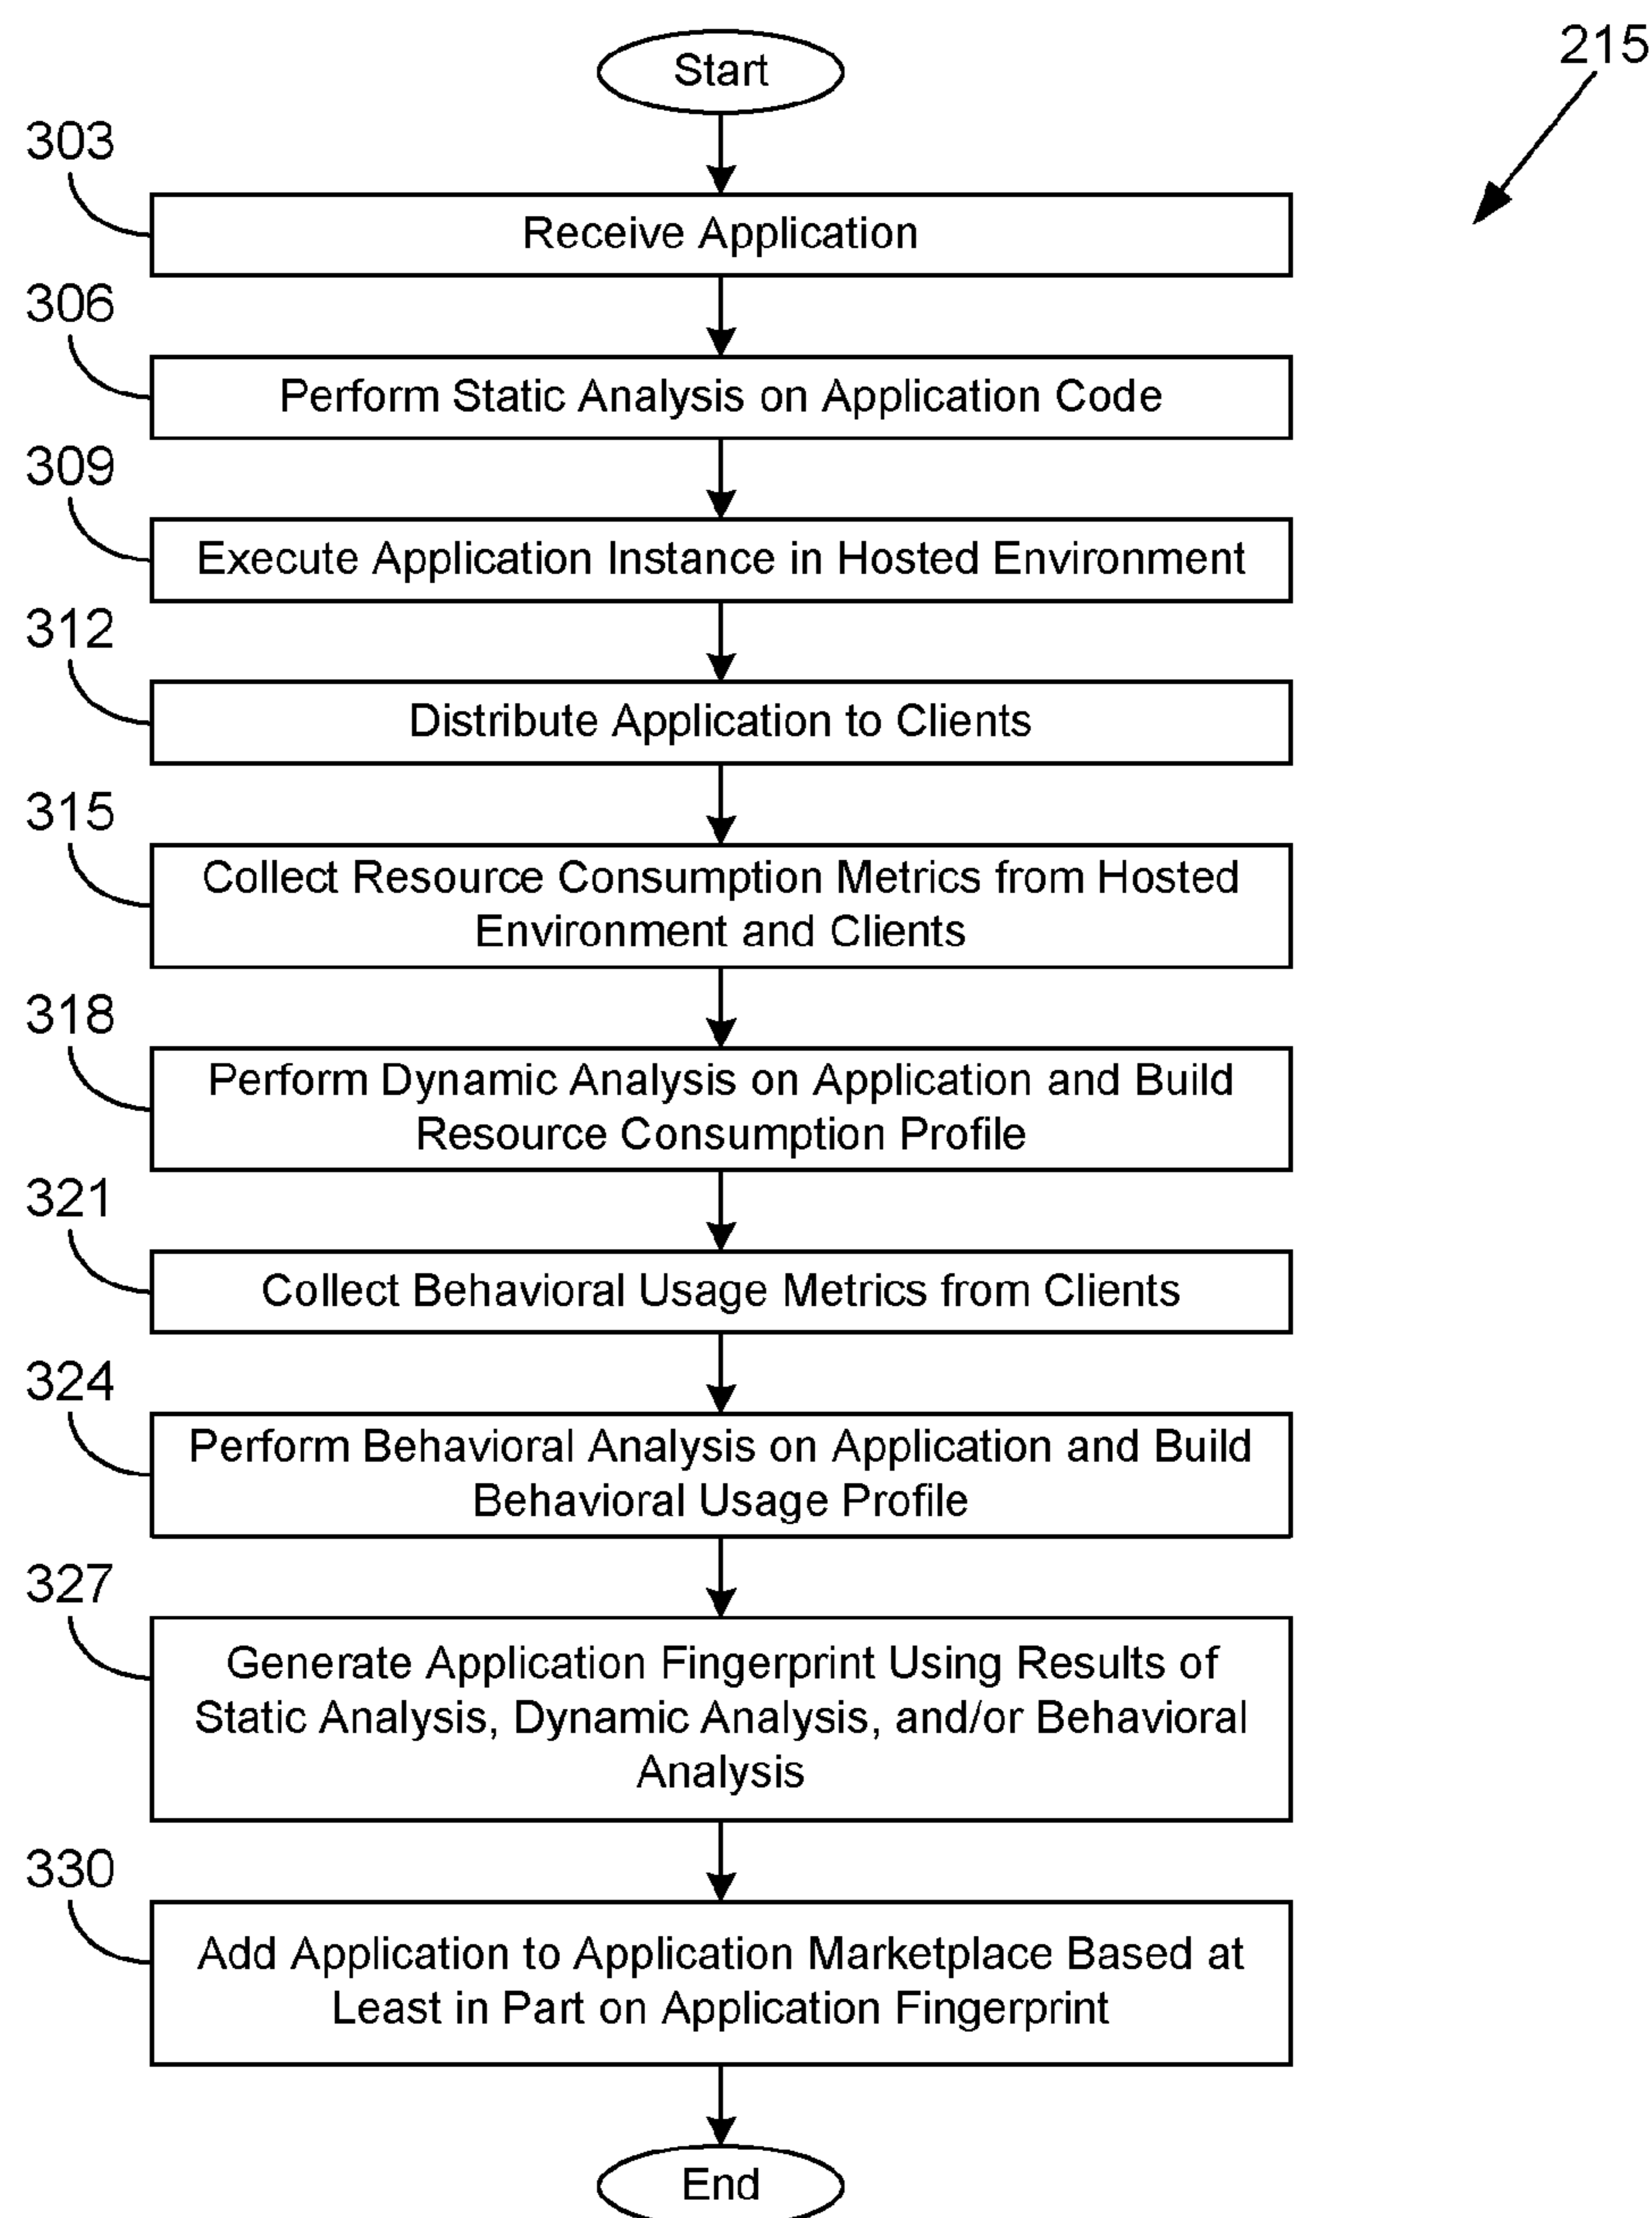 215
Start
303
Receive Application
306
Perform Static Analysis on Application Code
309
Execute Application Instance in Hosted Environment
312
Distribute Application to Clients
315
Collect Resource Consumption Metrics from Hosted
Environment and Clients
318
Perform Dynamic Analysis on Application and Build
Resource Consumption Profile
321
Collect Behavioral Usage Metrics from Clients
324
Perform Behavioral Analysis on Application and Build
Behavioral Usage Profile
327
Generate Application Fingerprint Using Results of
Static Analysis, Dynamic Analysis, and/or Behavioral
Analysis
330
Add Application to Application Marketplace Based at
Least in Part on Application Fingerprint
End